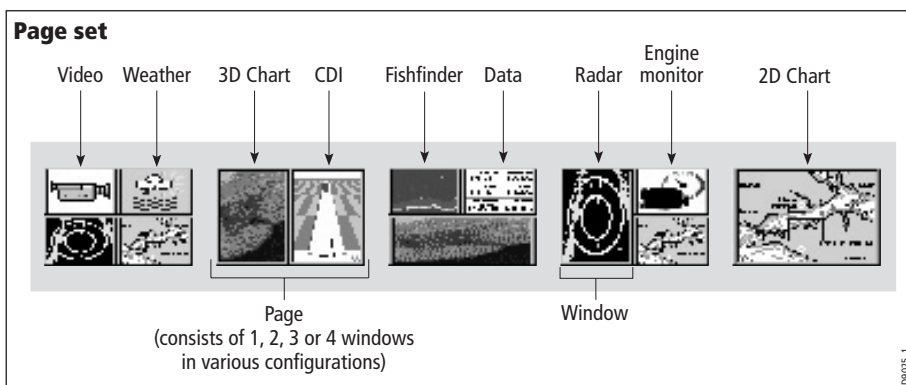 Page set
Video Weather 3D Chart CDI Fishfinder Data Radar Engine monitor 2D Chart
Page
(consists of 1, 2, 3 or 4 windows
in various configurations)
Window